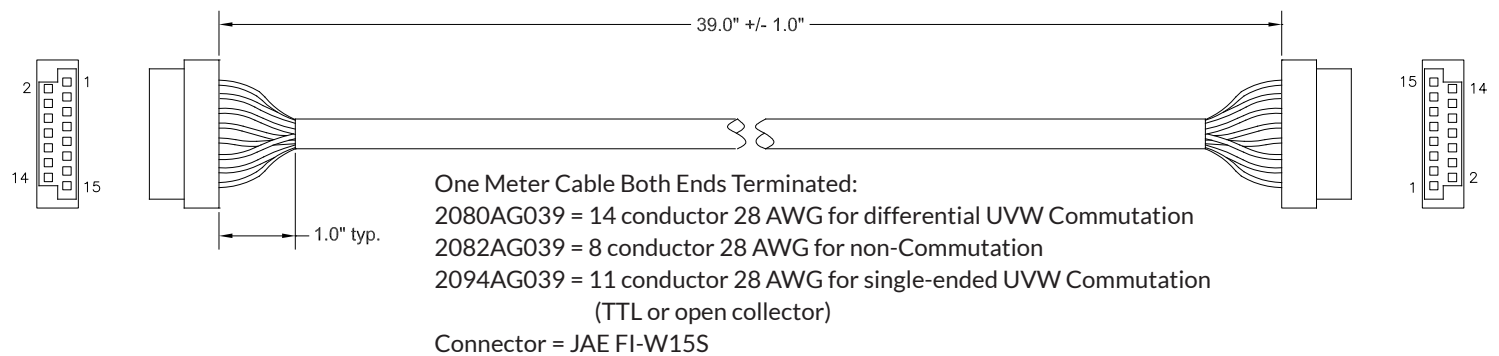 39.0" +/- 1.0"
2
1
14
15
15
14
1
2
1.0" typ.
One Meter Cable Both Ends Terminated:
2080AG039 = 14 conductor 28 AWG for differential UVW Commutation
2082AG039 = 8 conductor 28 AWG for non-Commutation
2094AG039 = 11 conductor 28 AWG for single-ended UVW Commutation
(TTL or open collector)
Connector = JAE FI-W15S